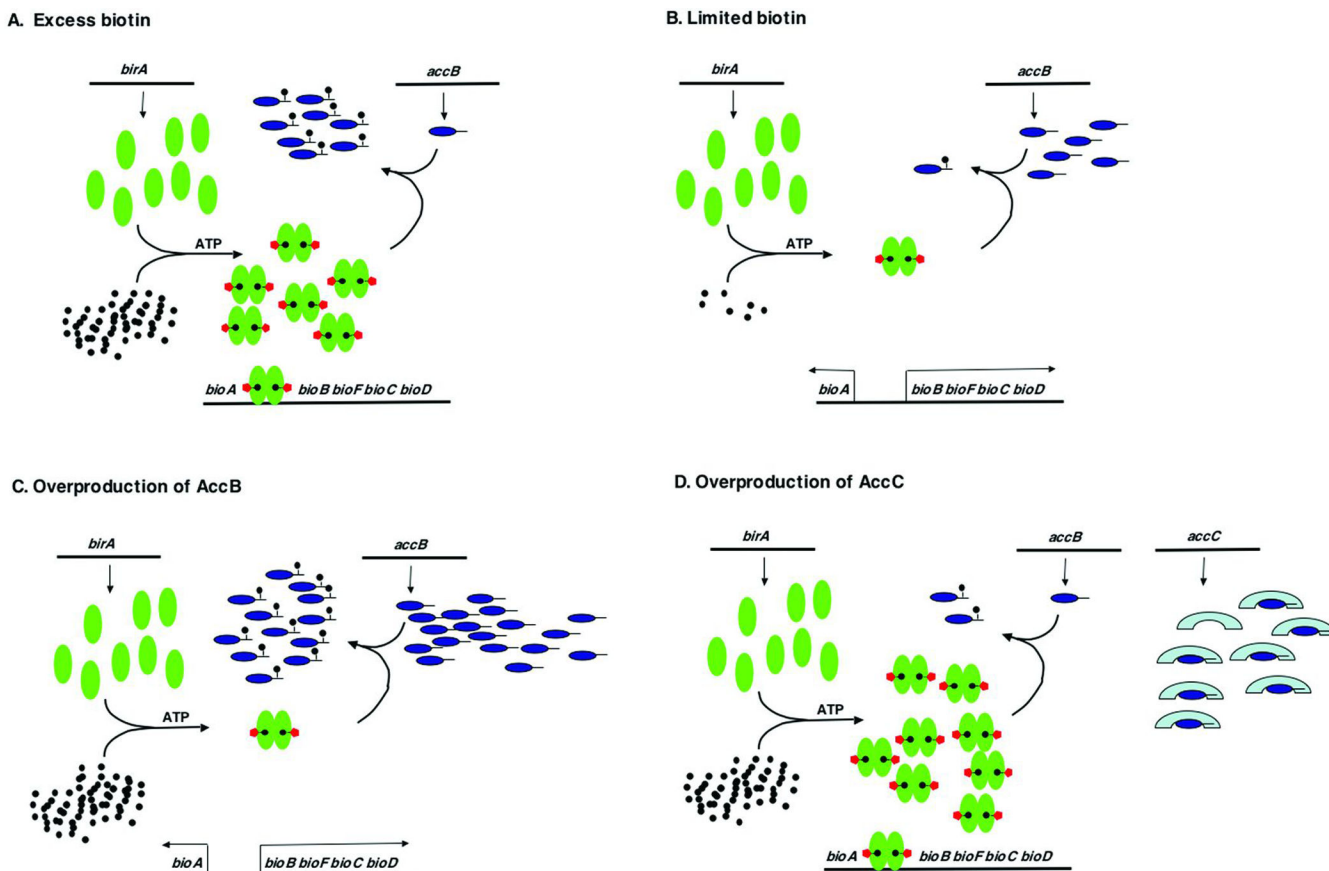 A. Excess biotin
birA
accB
ATP
bioA bioB bioF bioC bioD
B. Limited biotin
birA
accB
ATP
bioA bioB bioF bioC bioD
C. Overproduction of AccB
birA
accB
ATP
bioA bioB bioF bioC bioD
D. Overproduction of AccC
birA
accB
accC
ATP
bioA bioB bioF bioC bioD